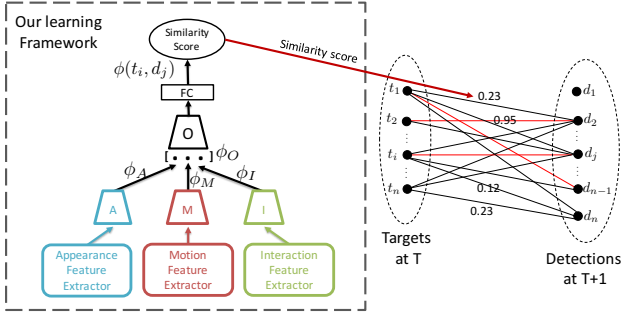 Our learning
Framework
Similarity
Score
ϕ(t_i, d_j)
FC
O
[• • • •] ϕ_O
ϕ_A
ϕ_M
ϕ_I
A
M
I
Appearance
Feature
Extractor
Motion
Feature
Extractor
Interaction
Feature
Extractor
Similarity score
t_1
t_2
t_i
t_n
0.23
0.95
0.12
0.23
d_1
d_2
d_j
d_{n−1}
d_n
Targets
at T
Detections
at T+1